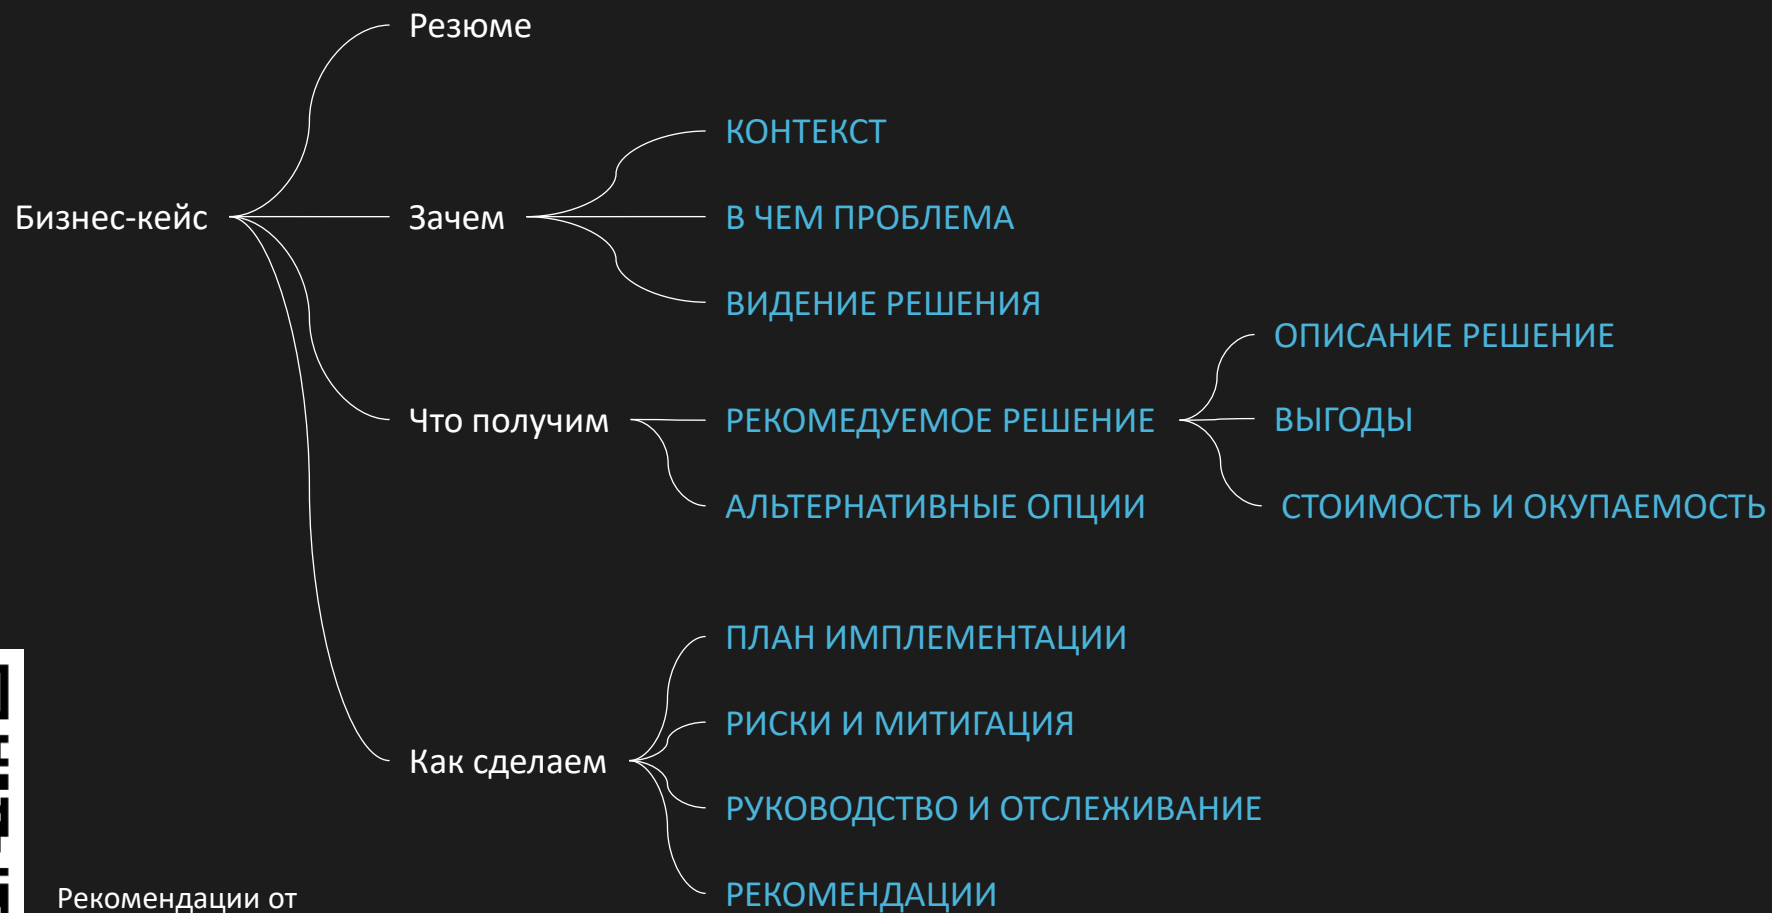 Резюме
КОНТЕКСТ
Бизнес-кейс
Зачем
В ЧЕМ ПРОБЛЕМА
ВИДЕНИЕ РЕШЕНИЯ
ОПИСАНИЕ РЕШЕНИЕ
Что получим
РЕКОМЕДУЕМОЕ РЕШЕНИЕ
ВЫГОДЫ
АЛЬТЕРНАТИВНЫЕ ОПЦИИ
СТОИМОСТЬ И ОКУПАЕМОСТЬ
ПЛАН ИМПЛЕМЕНТАЦИИ
РИСКИ И МИТИГАЦИЯ
Как сделаем
РУКОВОДСТВО И ОТСЛЕЖИВАНИЕ
РЕКОМЕНДАЦИИ
Рекомендации от